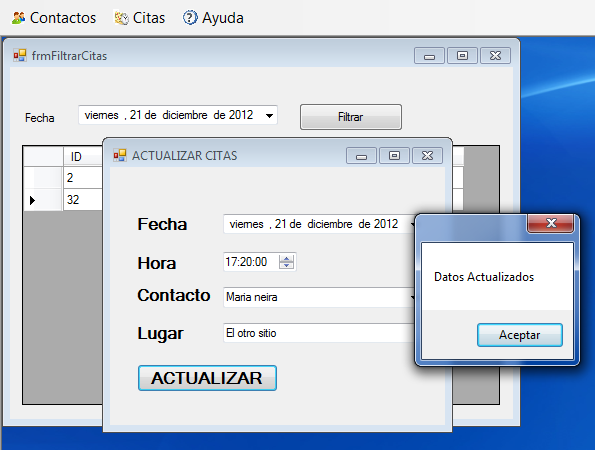 Contactos Citas Ayuda
frmFiltrarCitas
Fecha viernes , 21 de diciembre de 2012 Filtrar
ID
2
32
ACTUALIZAR CITAS
Fecha viernes , 21 de diciembre de 2012
Hora 17:20:00
Contacto Maria neira
Lugar El otro sitio
ACTUALIZAR
Datos Actualizados
Aceptar